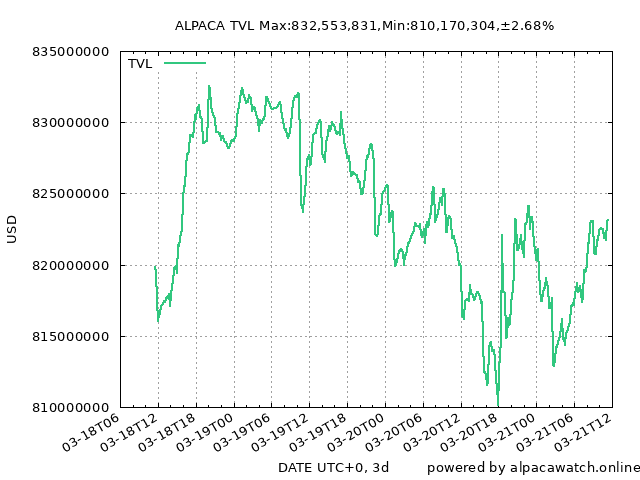 ALPACA TVL Max:832,553,831,Min:810,170,304,±2.68%
TVL
835000000
830000000
825000000
820000000
815000000
810000000
USD
03-18T06
03-18T12
03-18T18
03-19T00
03-19T06
03-19T12
03-19T18
03-20T00
03-20T06
03-20T12
03-20T18
03-21T00
03-21T06
03-21T12
DATE UTC+0, 3d
powered by alpacawatch.online